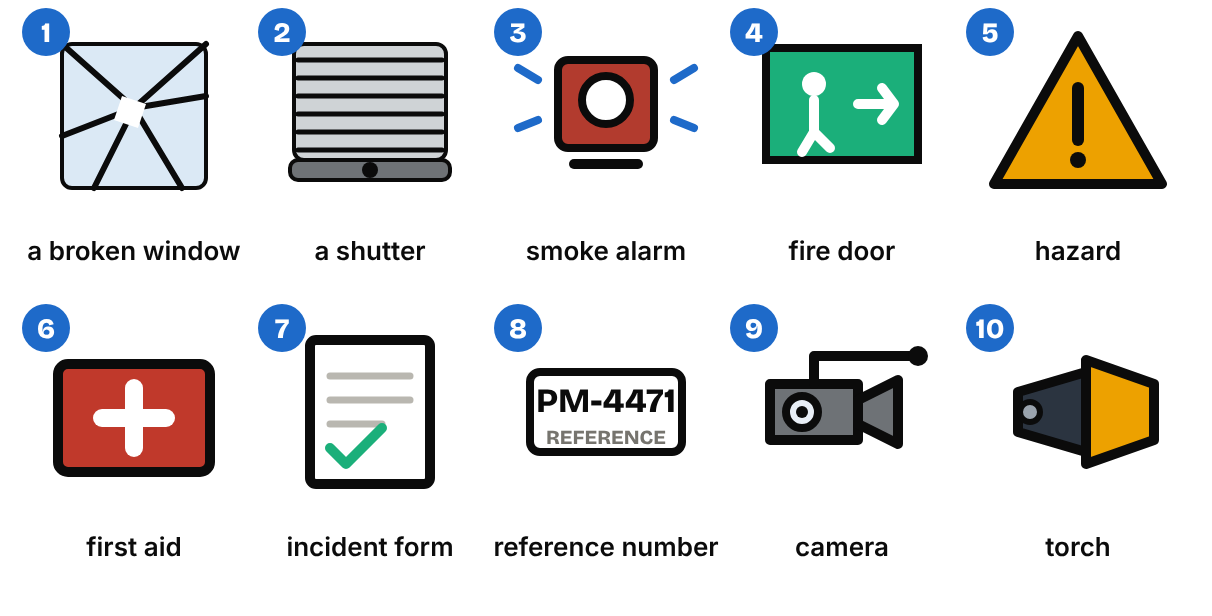 1
2
3
4
5
a broken window
a shutter
smoke alarm
fire door
hazard
6
7
8
9
10
PM-4471
REFERENCE
first aid
incident form
reference number
camera
torch